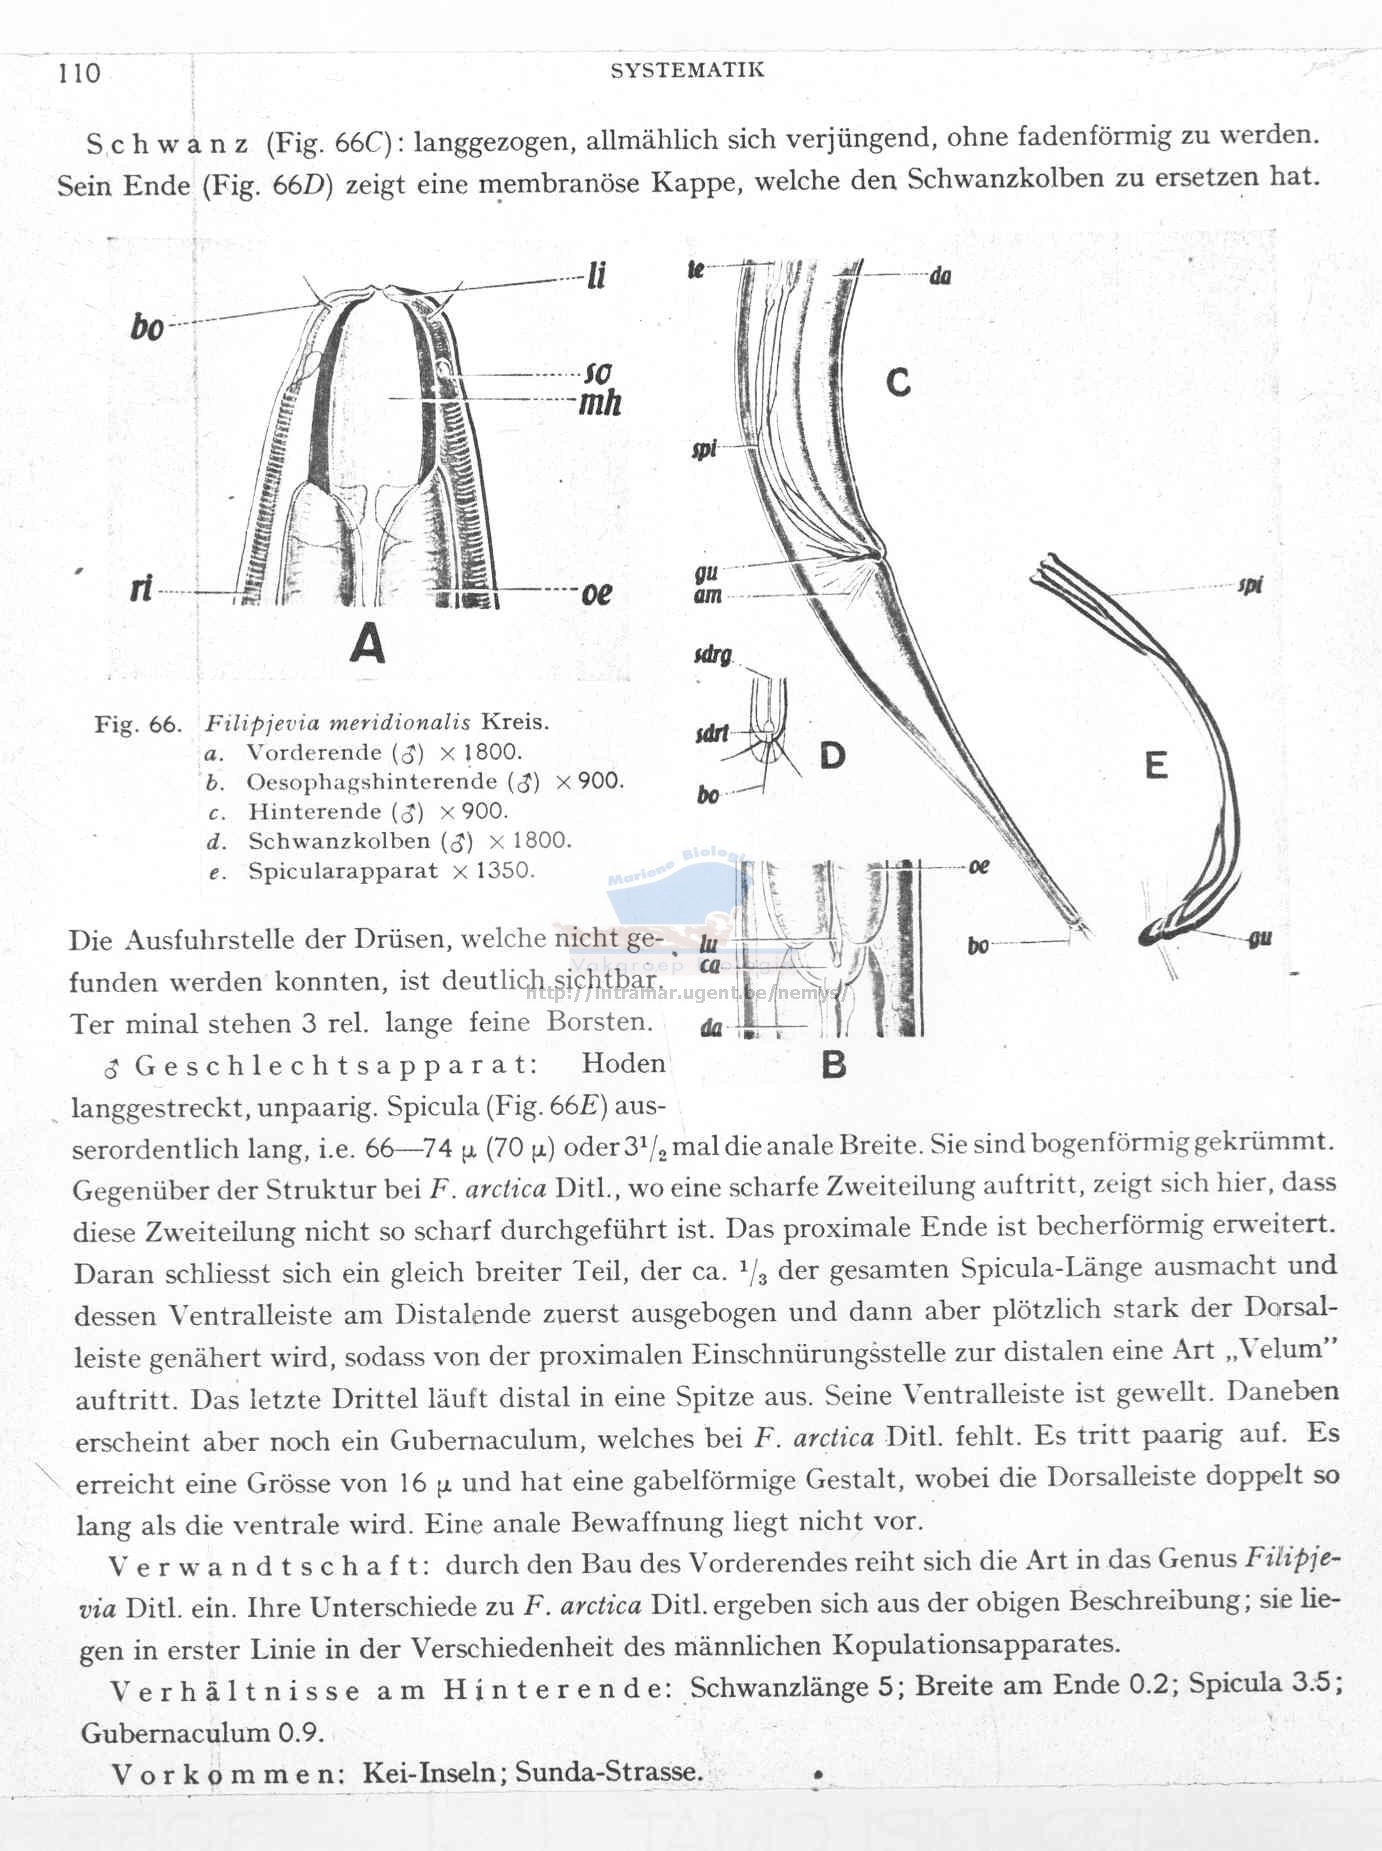 110
SYSTEMATIK
Schwanz (Fig. 66C): langgezogen, allmählich sich verjüngend, ohne fadenförmig zu werden.
Sein Ende (Fig. 66D) zeigt eine membranöse Kappe, welche den Schwanzkolben zu ersetzen hat.
li
bo
so
mh
ri
oe
A
te
da
C
spi
gu
am
sdrg
sdrl
D
bo
spi
E
gu
bo
oe
lu
ca
da
B
Fig. 66. Filipjevia meridionalis Kreis.
a. Vorderende (♂) × 1800.
b. Oesophagshinterende (♂) × 900.
c. Hinterende (♂) × 900.
d. Schwanzkolben (♂) × 1800.
e. Spicularapparat × 1350.
Mariene Biologie
Vakgroep Biologie
http://intramar.ugent.be/nemys/
Die Ausfuhrstelle der Drüsen, welche nicht ge-
funden werden konnten, ist deutlich sichtbar.
Ter minal stehen 3 rel. lange feine Borsten.
♂ Geschlechtsapparat: Hoden
langgestreckt, unpaarig. Spicula (Fig. 66E) aus-
serordentlich lang, i.e. 66—74 μ (70 μ) oder 3¹/₂ mal die anale Breite. Sie sind bogenförmig gekrümmt.
Gegenüber der Struktur bei F. arctica Ditl., wo eine scharfe Zweiteilung auftritt, zeigt sich hier, dass
diese Zweiteilung nicht so scharf durchgeführt ist. Das proximale Ende ist becherförmig erweitert.
Daran schliesst sich ein gleich breiter Teil, der ca. ¹/₃ der gesamten Spicula-Länge ausmacht und
dessen Ventralleiste am Distalende zuerst ausgebogen und dann aber plötzlich stark der Dorsal-
leiste genähert wird, sodass von der proximalen Einschnürungsstelle zur distalen eine Art „Velum”
auftritt. Das letzte Drittel läuft distal in eine Spitze aus. Seine Ventralleiste ist gewellt. Daneben
erscheint aber noch ein Gubernaculum, welches bei F. arctica Ditl. fehlt. Es tritt paarig auf. Es
erreicht eine Grösse von 16 μ und hat eine gabelförmige Gestalt, wobei die Dorsalleiste doppelt so
lang als die ventrale wird. Eine anale Bewaffnung liegt nicht vor.
Verwandtschaft: durch den Bau des Vorderendes reiht sich die Art in das Genus Filipje-
via Ditl. ein. Ihre Unterschiede zu F. arctica Ditl. ergeben sich aus der obigen Beschreibung; sie lie-
gen in erster Linie in der Verschiedenheit des männlichen Kopulationsapparates.
Verhältnisse am Hinterende: Schwanzlänge 5; Breite am Ende 0.2; Spicula 3.5;
Gubernaculum 0.9.
Vorkommen: Kei-Inseln; Sunda-Strasse.